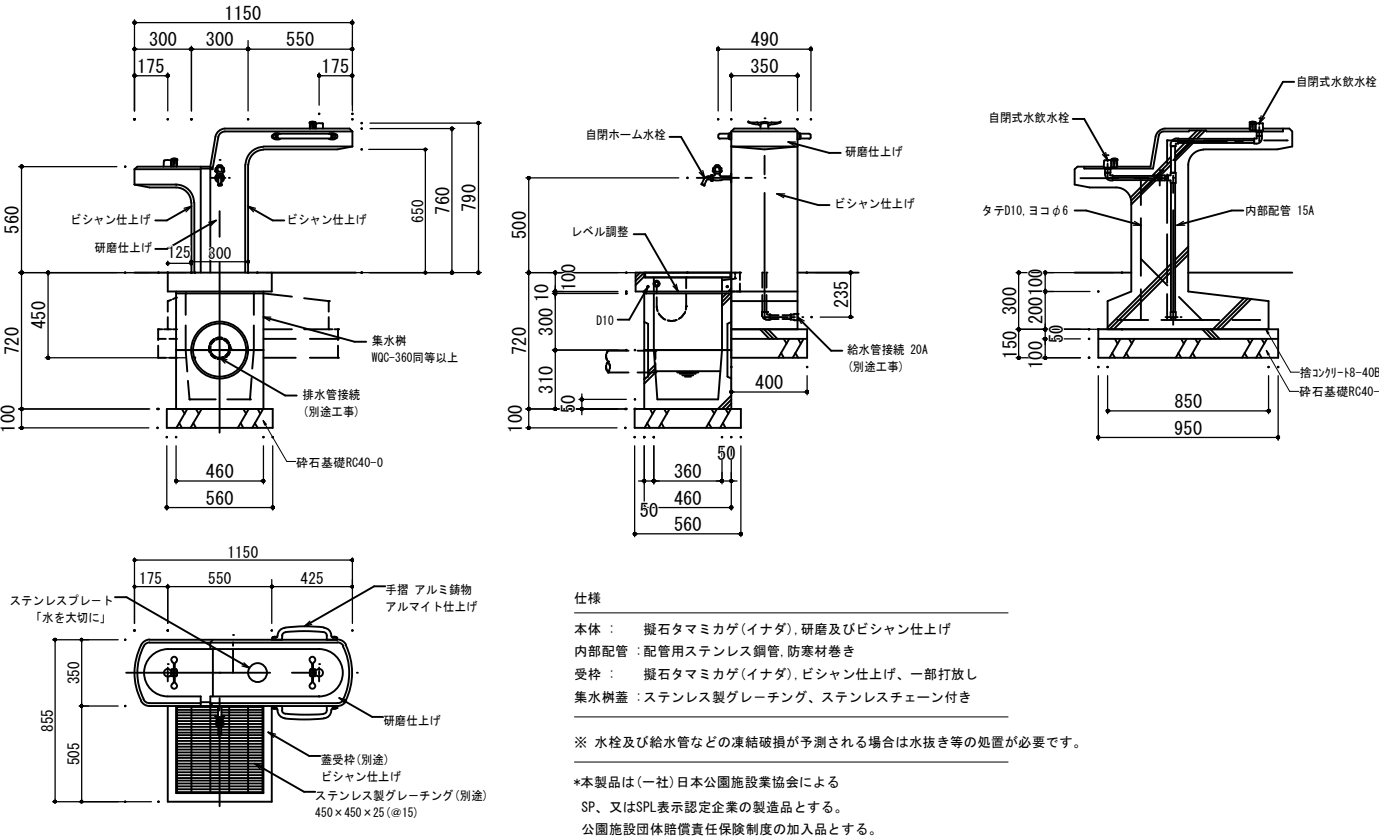 1150
300
300
550
175
175
560
650
760
790
ビシャン仕上げ
ビシャン仕上げ
研磨仕上げ
125
300
450
720
100
集水桝
WQC-360同等以上
排水管接続
(別途工事)
砕石基礎RC40-0
460
560
490
350
自閉ホーム水栓
研磨仕上げ
ビシャン仕上げ
500
レベル調整
100
10
300
720
310
50
100
D10
235
給水管接続 20A
(別途工事)
400
50
360
460
50
560
自閉式水飲水栓
自閉式水飲水栓
タテD10,ヨコφ6
内部配管 15A
100
300
200
50
150
100
捨コンクリート8-40B
砕石基礎RC40-
850
950
1150
175
550
425
ステンレスプレート
「水を大切に」
手摺 アルミ鋳物
アルマイト仕上げ
350
855
505
研磨仕上げ
蓋受枠(別途)
ビシャン仕上げ
ステンレス製グレーチング(別途)
450×450×25(@15)
仕様
本体 : 擬石タマミカゲ(イナダ),研磨及びビシャン仕上げ
内部配管 :配管用ステンレス鋼管,防寒材巻き
受枠 : 擬石タマミカゲ(イナダ),ビシャン仕上げ、一部打放し
集水桝蓋 :ステンレス製グレーチング、ステンレスチェーン付き
※ 水栓及び給水管などの凍結破損が予測される場合は水抜き等の処置が必要です。
*本製品は(一社)日本公園施設業協会による
SP、又はSPL表示認定企業の製造品とする。
公園施設団体賠償責任保険制度の加入品とする。